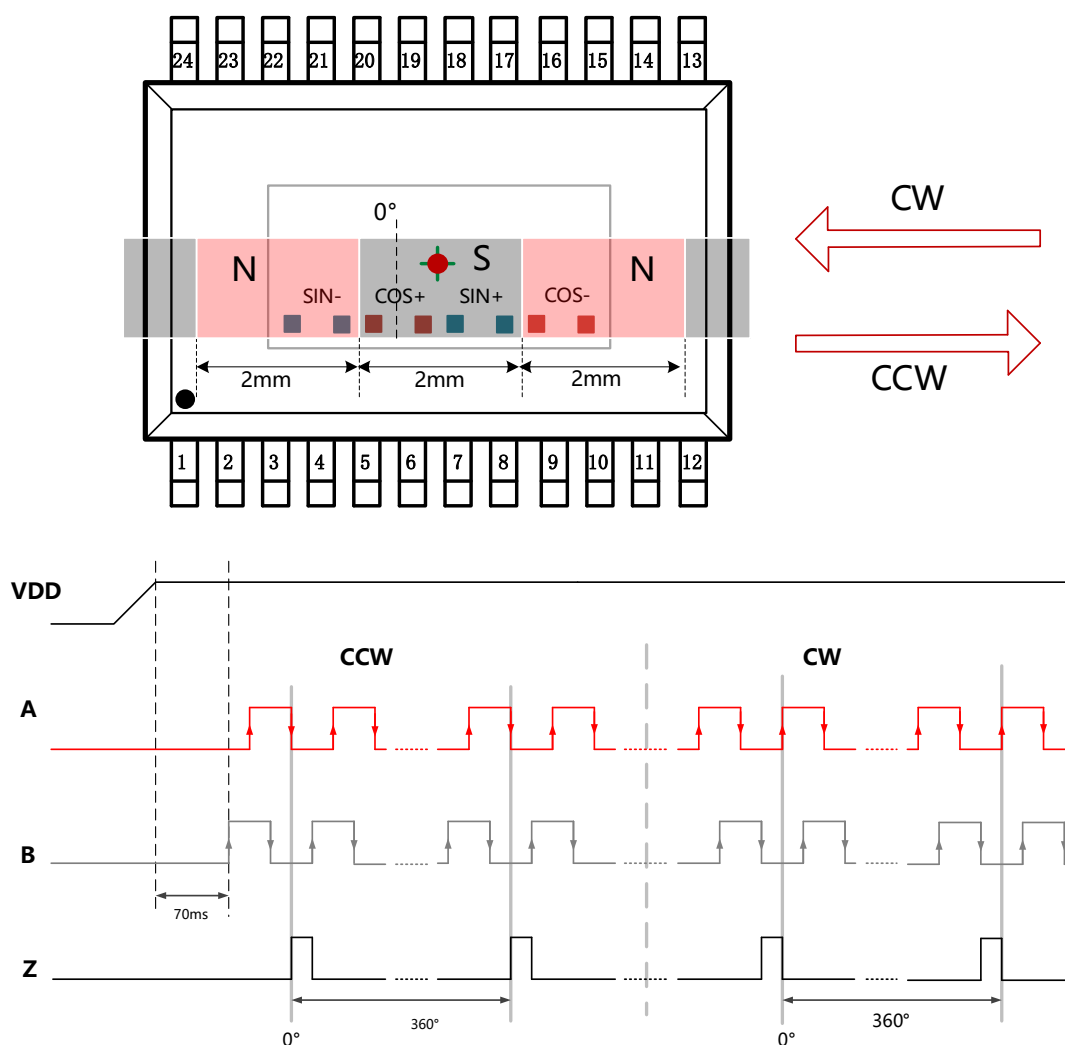 24 23 22 21 20 19 18 17 16 15 14 13
CW
0°
N S N
SIN- COS+ SIN+ COS-
2mm 2mm 2mm
CCW
1 2 3 4 5 6 7 8 9 10 11 12
VDD
CCW CW
A
B
70ms
Z
360° 360°
0° 0°